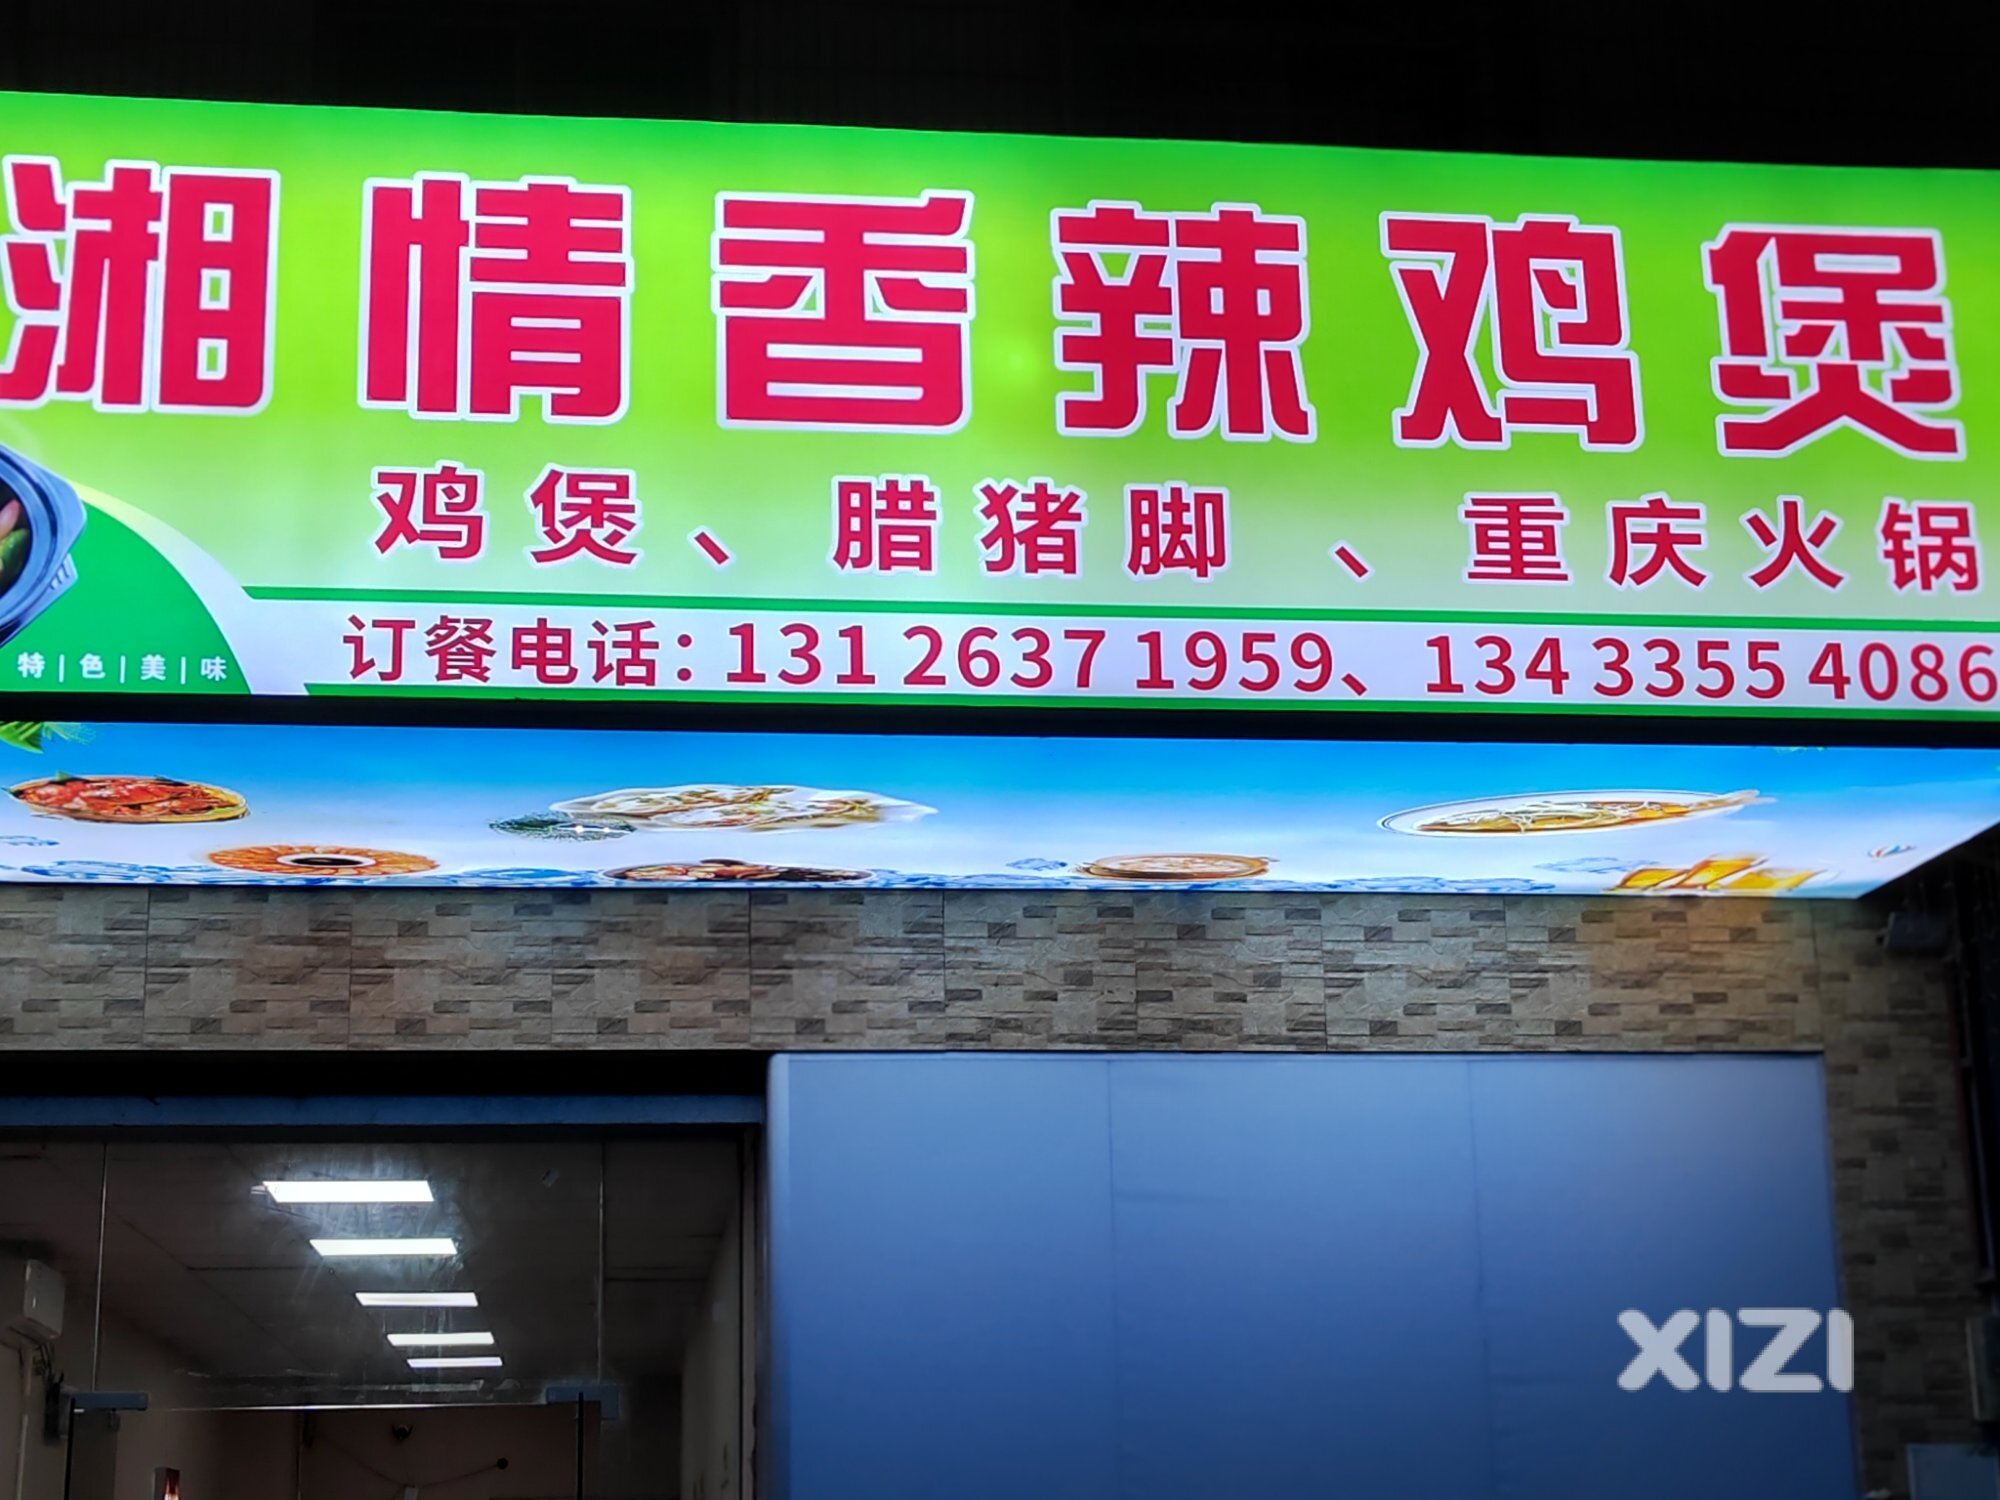 湘情香辣鸡煲
鸡煲、腊猪脚、重庆火锅
订餐电话：131 2637 1959、134 3355 4086
特|色|美|味
XIZI